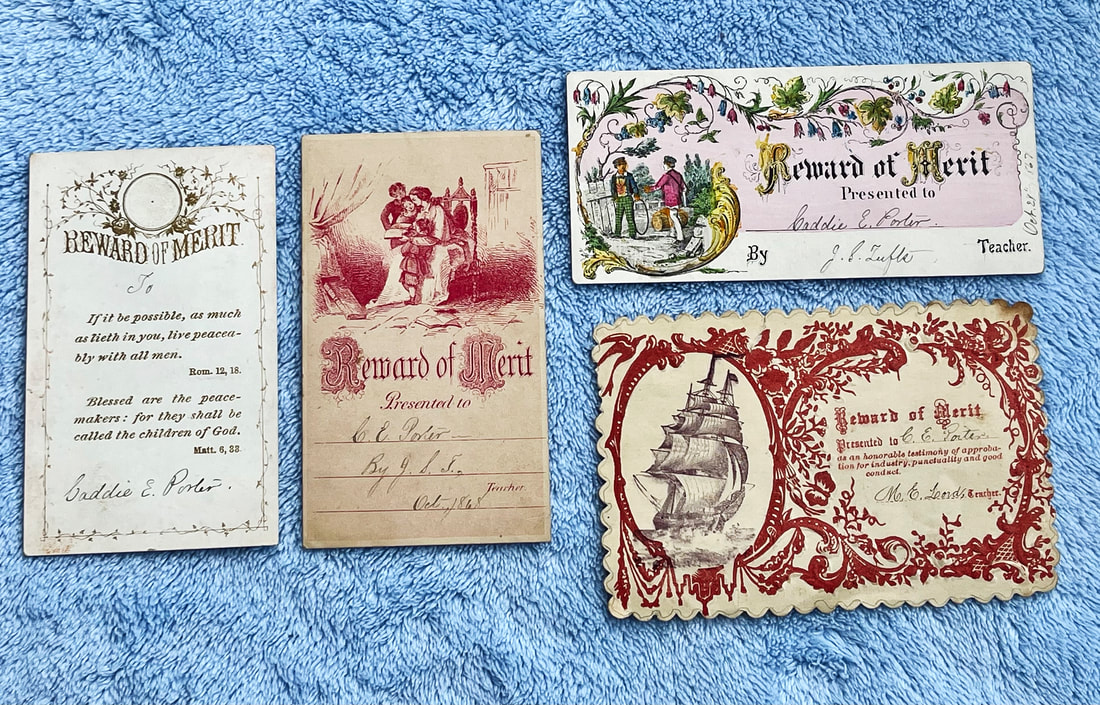 REWARD OF MERIT.
To
If it be possible, as much
as lieth in you, live peacea-
bly with all men.
Rom. 12, 18.
Blessed are the peace-
makers: for they shall be
called the children of God.
Matt. 6, 33.
Caddie E. Porter.
Reward of Merit
Presented to
C. E. Porter
By J. S. T.
Teacher.
Oct. 1868
Reward of Merit
Presented to
Caddie E. Porter.
By J. S. Tufts Teacher.
Reward of Merit
Presented to C. E. Porter
as an honorable testimony of approba-
tion for industry, punctuality and good
conduct.
M. E. Teacher.